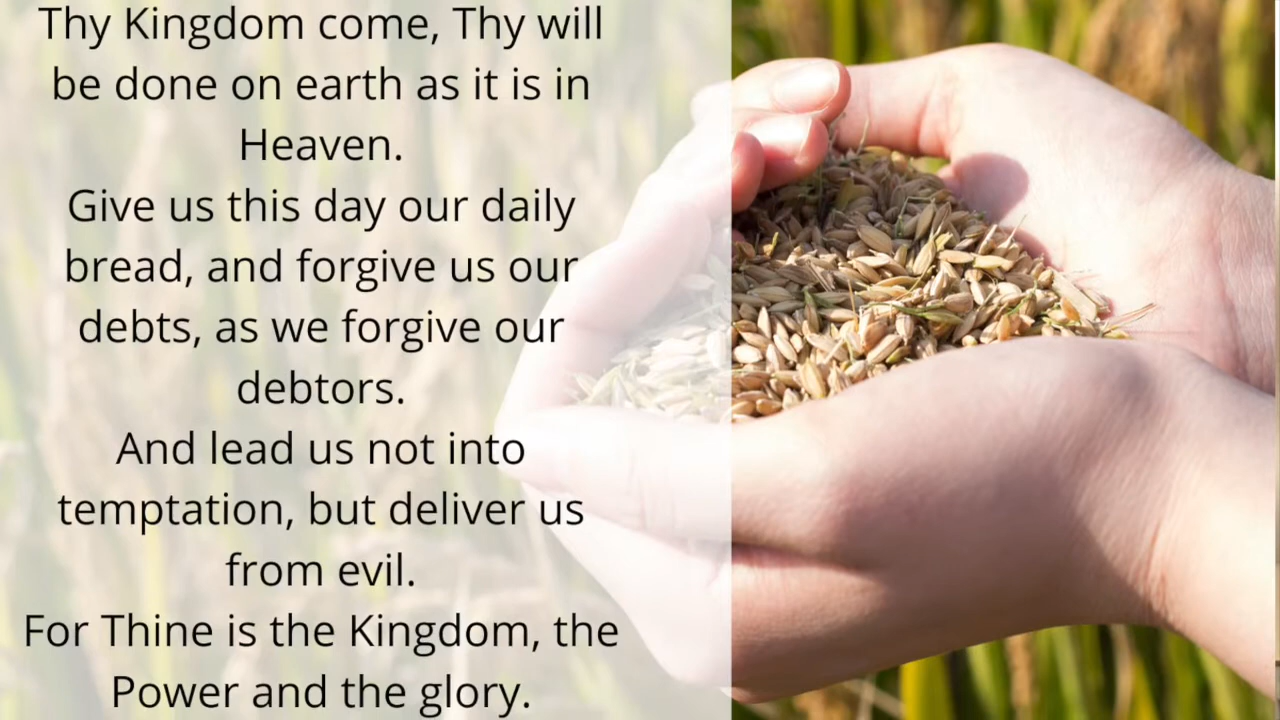 Thy Kingdom come, Thy will
be done on earth as it is in
Heaven.
Give us this day our daily
bread, and forgive us our
debts, as we forgive our
debtors.
And lead us not into
temptation, but deliver us
from evil.
For Thine is the Kingdom, the
Power and the glory.